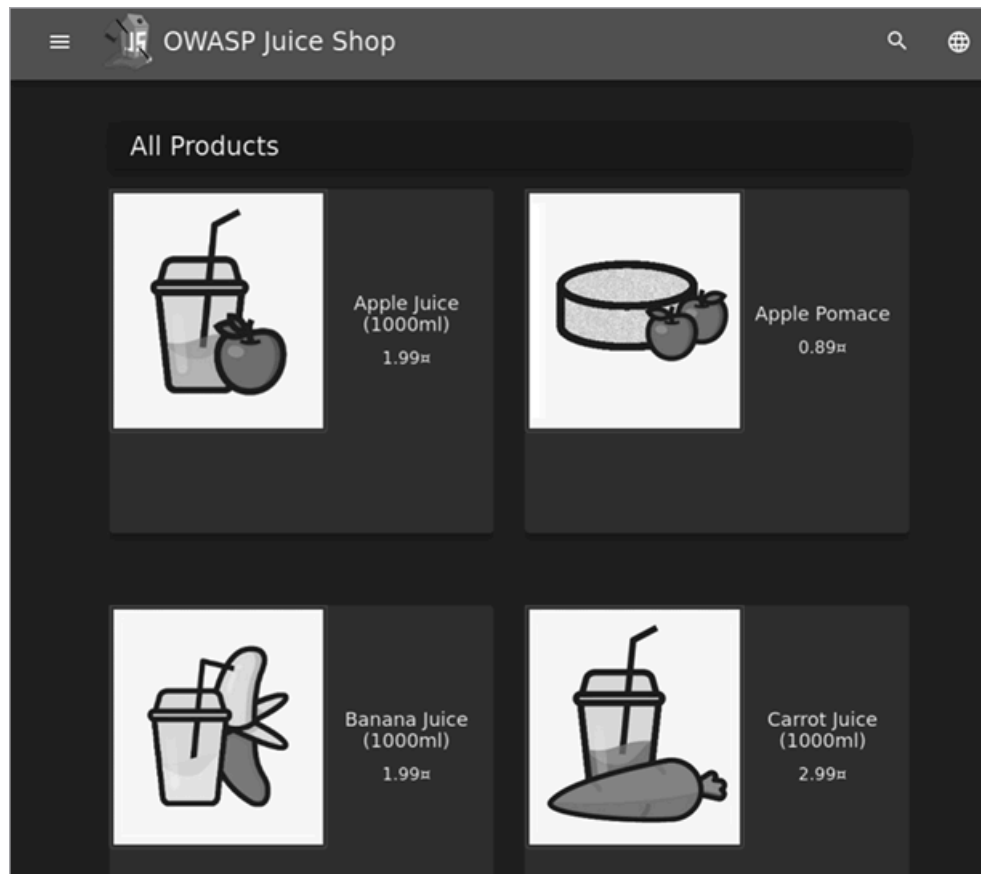 OWASP Juice Shop
All Products
Apple Juice
(1000ml)
1.99¤
Apple Pomace
0.89¤
Banana Juice
(1000ml)
1.99¤
Carrot Juice
(1000ml)
2.99¤